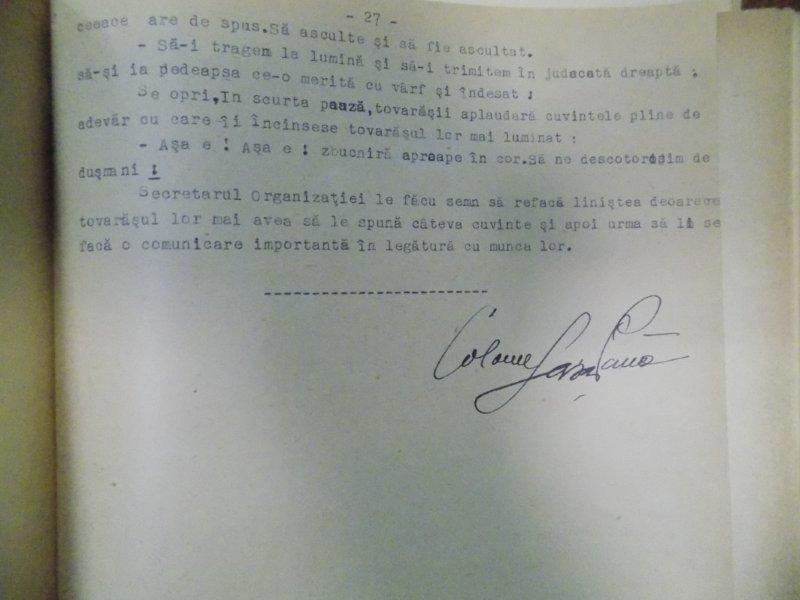 - 27 -
ceeace are de spus.Să asculte şi să fie ascultat.
- Să-i tragem la lumină şi să-i trimitem în judecată dreaptă ;
să-şi ia pedeapsa ce-o merită cu vârf şi îndesat !
Se opri,In scurta paază,tovarăşii aplaudară cuvintele pline de
adevăr cu care îi încinsese tovarăşul lor mai luminat :
- Aşa e ! Aşa e ! zbucniră aproape în cor.Să ne descotorosim de
duşmani !
Secretarul Organizaţiei le făcu semn să refacă liniştea deoarece
tovarăşul lor mai avea să le spună câteva cuvinte şi apoi urma să li se
facă o comunicare importantă în legătură cu munca lor.
-----------------------
Colonel Saşa Pană